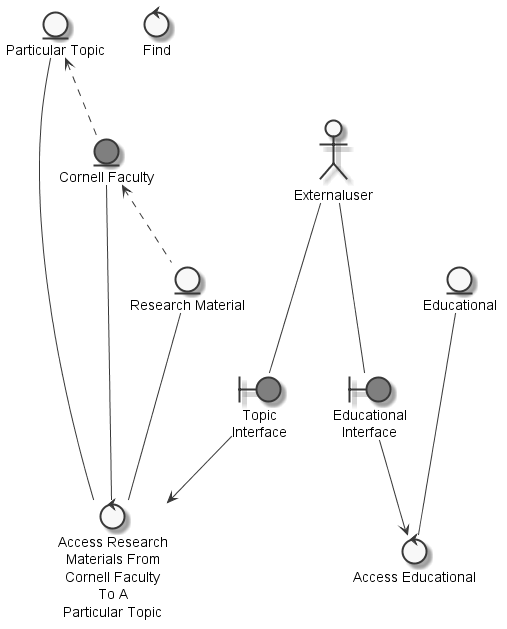 Particular Topic
Find
Cornell Faculty
Externaluser
Research Material
Educational
Topic
Interface
Educational
Interface
Access Research
Materials From
Cornell Faculty
To A
Particular Topic
Access Educational